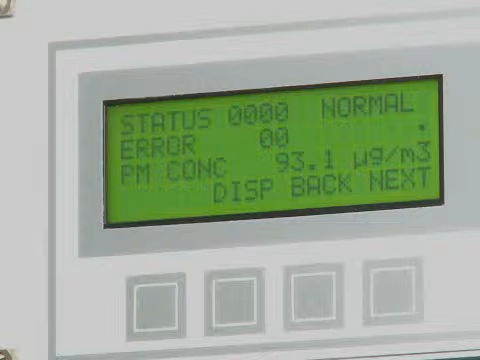 STATUS 0000 NORMAL
ERROR 00 .
PM CONC 93.1 µg/m3
DISP BACK NEXT